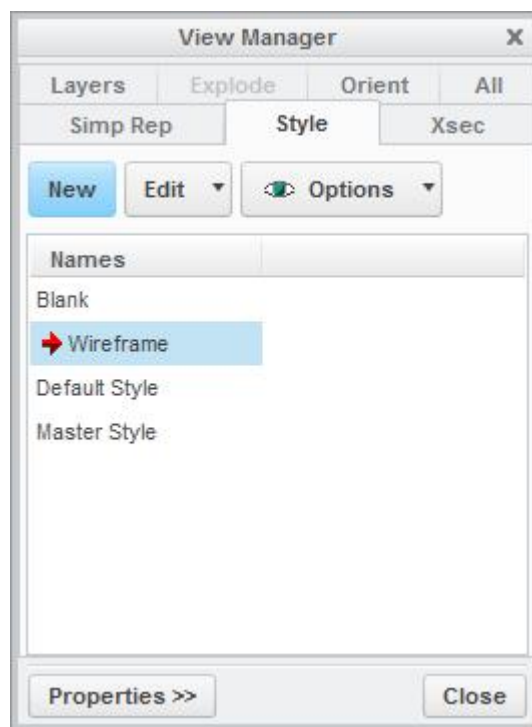 View Manager
Layers Explode Orient All
Simp Rep Style Xsec
New Edit Options
Names
Blank
Wireframe
Default Style
Master Style
Properties >> Close